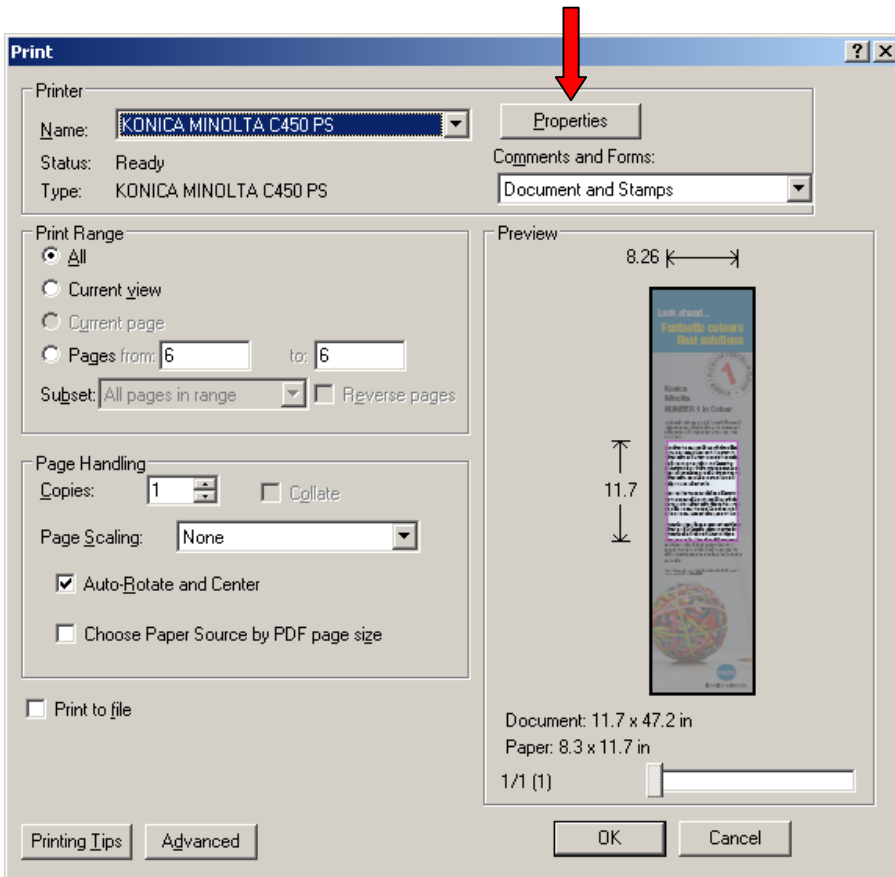 Print
Printer
Name: KONICA MINOLTA C450 PS
Properties
Status: Ready
Comments and Forms:
Type: KONICA MINOLTA C450 PS
Document and Stamps
Print Range
All
Current view
Current page
Pages from: 6 to: 6
Subset: All pages in range Reverse pages
Page Handling
Copies: 1 Collate
Page Scaling: None
Auto-Rotate and Center
Choose Paper Source by PDF page size
Print to file
Preview
8.26
Look ahead...
Fantastic colours
Real solutions
1
Konica
Minolta
NUMBER 1 in Colour
11.7
Document: 11.7 x 47.2 in
Paper: 8.3 x 11.7 in
1/1 (1)
Printing Tips Advanced OK Cancel